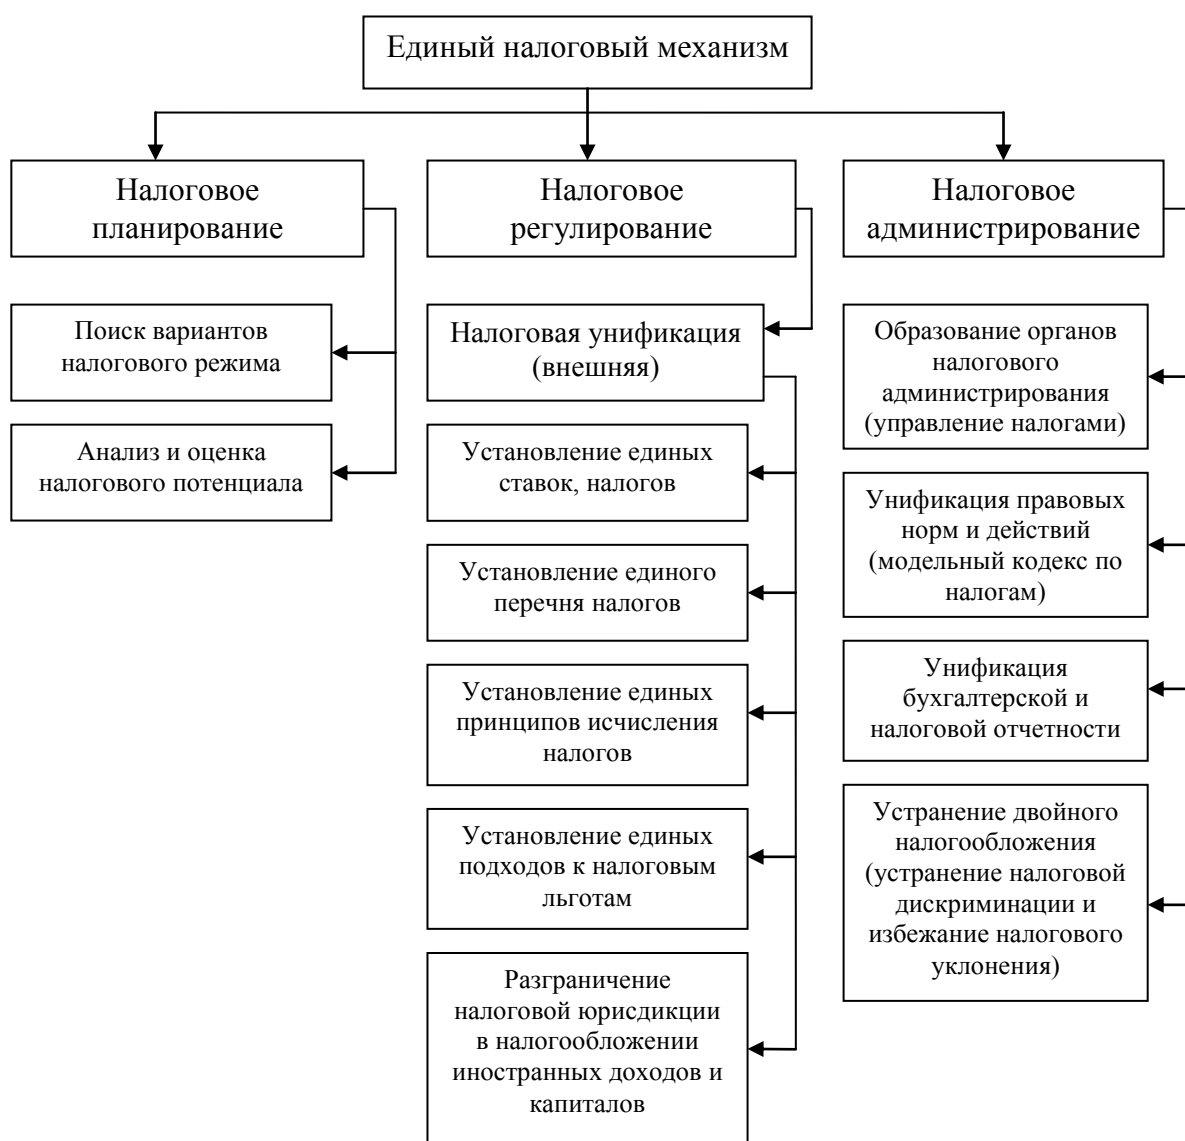 Единый налоговый механизм
Налоговое
планирование
Налоговое
регулирование
Налоговое
администрирование
Поиск вариантов
налогового режима
Анализ и оценка
налогового потенциала
Налоговая унификация
(внешняя)
Установление единых
ставок, налогов
Установление единого
перечня налогов
Установление единых
принципов исчисления
налогов
Установление единых
подходов к налоговым
льготам
Разграничение
налоговой юрисдикции
в налогообложении
иностранных доходов и
капиталов
Образование органов
налогового
администрирования
(управление налогами)
Унификация правовых
норм и действий
(модельный кодекс по
налогам)
Унификация
бухгалтерской и
налоговой отчетности
Устранение двойного
налогообложения
(устранение налоговой
дискриминации и
избежание налогового
уклонения)